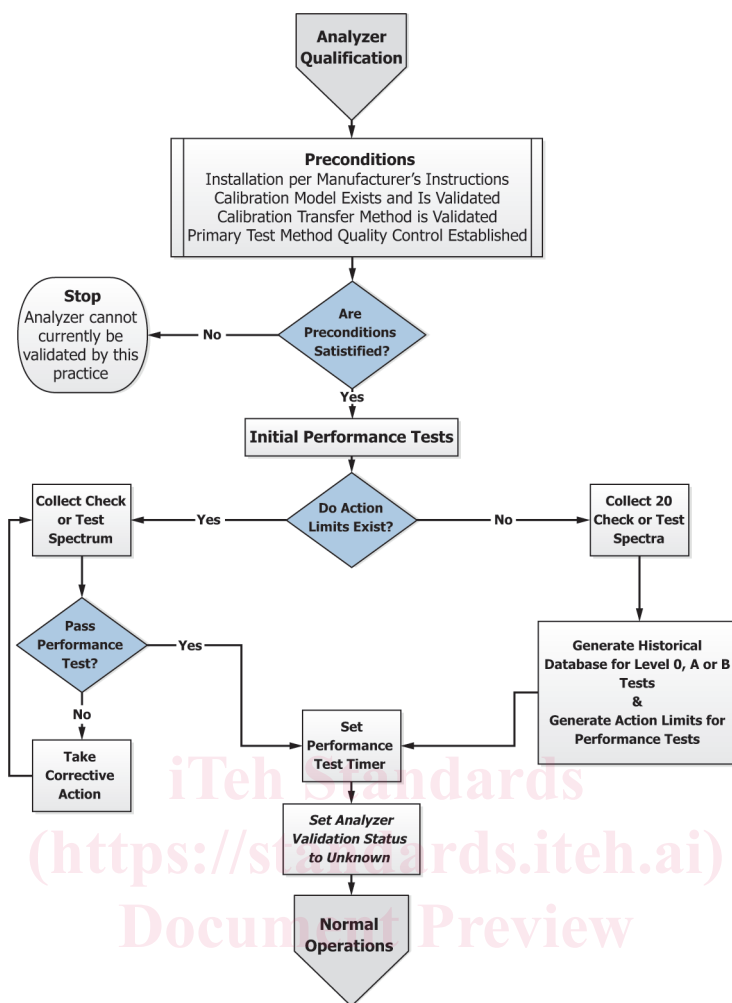 Analyzer
Qualification
Preconditions
Installation per Manufacturer's Instructions
Calibration Model Exists and Is Validated
Calibration Transfer Method is Validated
Primary Test Method Quality Control Established
Stop
Analyzer cannot
currently be
validated by this
practice
No
Are
Preconditions
Satistified?
Yes
Initial Performance Tests
Collect Check
or Test
Spectrum
Yes
Do Action
Limits Exist?
No
Collect 20
Check or Test
Spectra
Pass
Performance
Test?
Yes
No
Take
Corrective
Action
Generate Historical
Database for Level 0, A or B
Tests
&
Generate Action Limits for
Performance Tests
Set
Performance
Test Timer
Set Analyzer
Validation Status
to Unknown
Normal
Operations
iTeh Standards
(https://standards.iteh.ai)
Document Preview